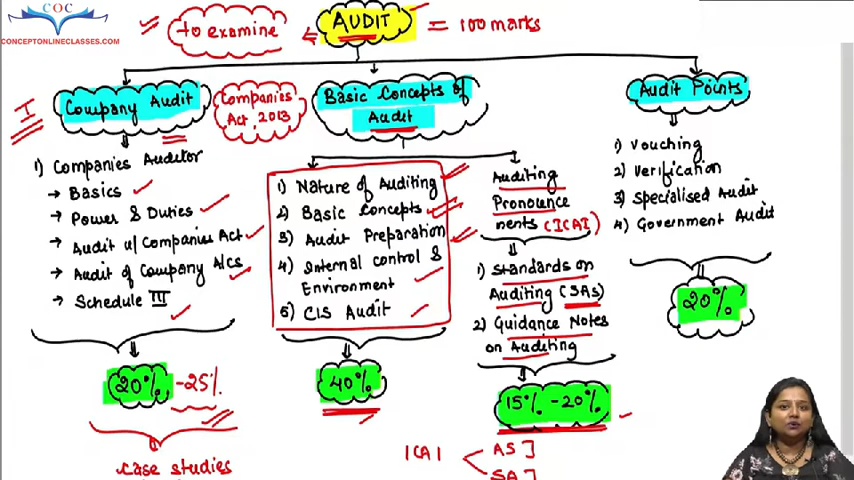 COC
CONCEPTONLINECLASSES.COM
to examine
AUDIT
= 100 marks
I
Company Audit
Companies
Act, 2013
1) Companies Auditor
→ Basics
→ Power & Duties
→ Audit u/Companies Act
→ Audit of Company A/cs
→ Schedule III
20% -25%
case studies
Basic Concepts of
Audit
1) Nature of Auditing
2) Basic Concepts
3) Audit Preparation
4) Internal control &
Environment
5) CIS Audit
40%
Auditing
Pronounce
nents (ICAI)
1) Standards on
Auditing (SAs)
2) Guidance Notes
on Auditing
15% -20%
ICAI
AS]
SA]
Audit Points
1) Vouching
2) Verification
3) Specialised Audit
4) Government Audit
20%